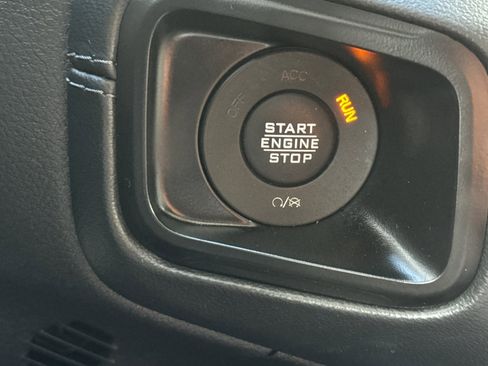 ACC
OFF
RUN
START
ENGINE
STOP